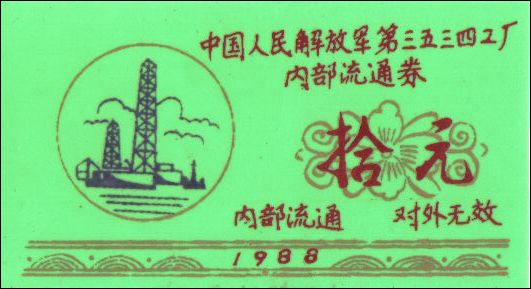 中国人民解放军第三五三四工厂
内部流通券
拾元
内部流通 对外无效
1988